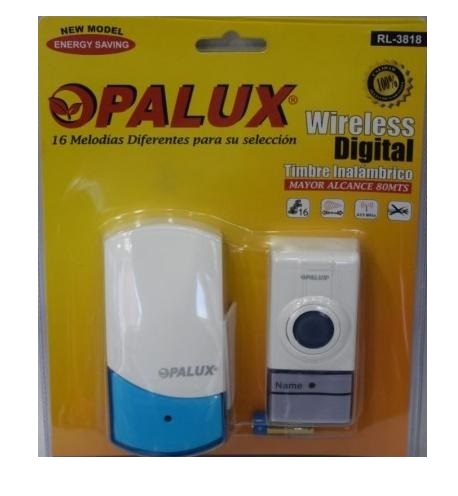 NEW MODEL
ENERGY SAVING
RL-3818
OPALUX®
16 Melodías Diferentes para su selección
100%
Wireless
Digital
Timbre Inalámbrico
MAYOR ALCANCE 80MTS
16
OPALUX
OPALUX
Name